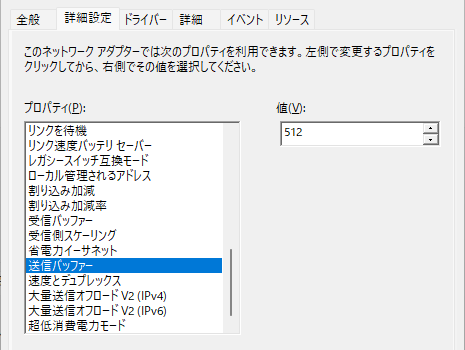 全般 詳細設定 ドライバー 詳細 イベント リソース
このネットワーク アダプターでは次のプロパティを利用できます。左側で変更するプロパティを
クリックしてから、右側でその値を選択してください。
プロパティ(P): 値(V):
512
リンクを待機
リンク速度バッテリ セーバー
レガシースイッチ互換モード
ローカル管理されるアドレス
割り込み加減
割り込み加減率
受信バッファー
受信側スケーリング
省電力イーサネット
送信バッファー
速度とデュプレックス
大量送信オフロード V2 (IPv4)
大量送信オフロード V2 (IPv6)
超低消費電力モード